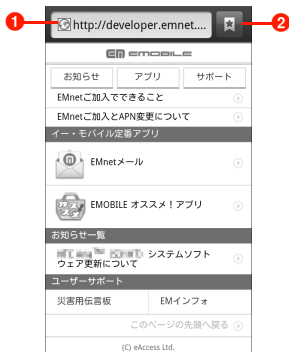 1
http://developer.emnet....
2
EM EMOBILE
お知らせ
アプリ
サポート
EMnetご加入でできること
EMnetご加入とAPN変更について
イー・モバイル定番アプリ
EMnetメール
EMOBILE オススメ！アプリ
お知らせ一覧
システムソフト
ウェア更新について
ユーザーサポート
災害用伝言板
EMインフォ
このページの先頭へ戻る
(C) eAccess Ltd.